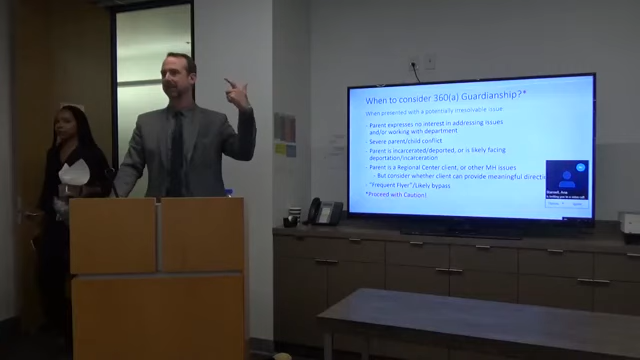 When to consider 360(a) Guardianship?*
When presented with a potentially irresolvable issue
- Parent expresses no interest in addressing issues
and/or working with department
- Severe parent/child conflict
- Parent is incarcerated/deported, or is likely facing
deportation/incarceration
- Parent is a Regional Center client, or other MH issues
- But consider whether client can provide meaningful directi
- "Frequent Flyer"/Likely bypass
*Proceed with Caution!